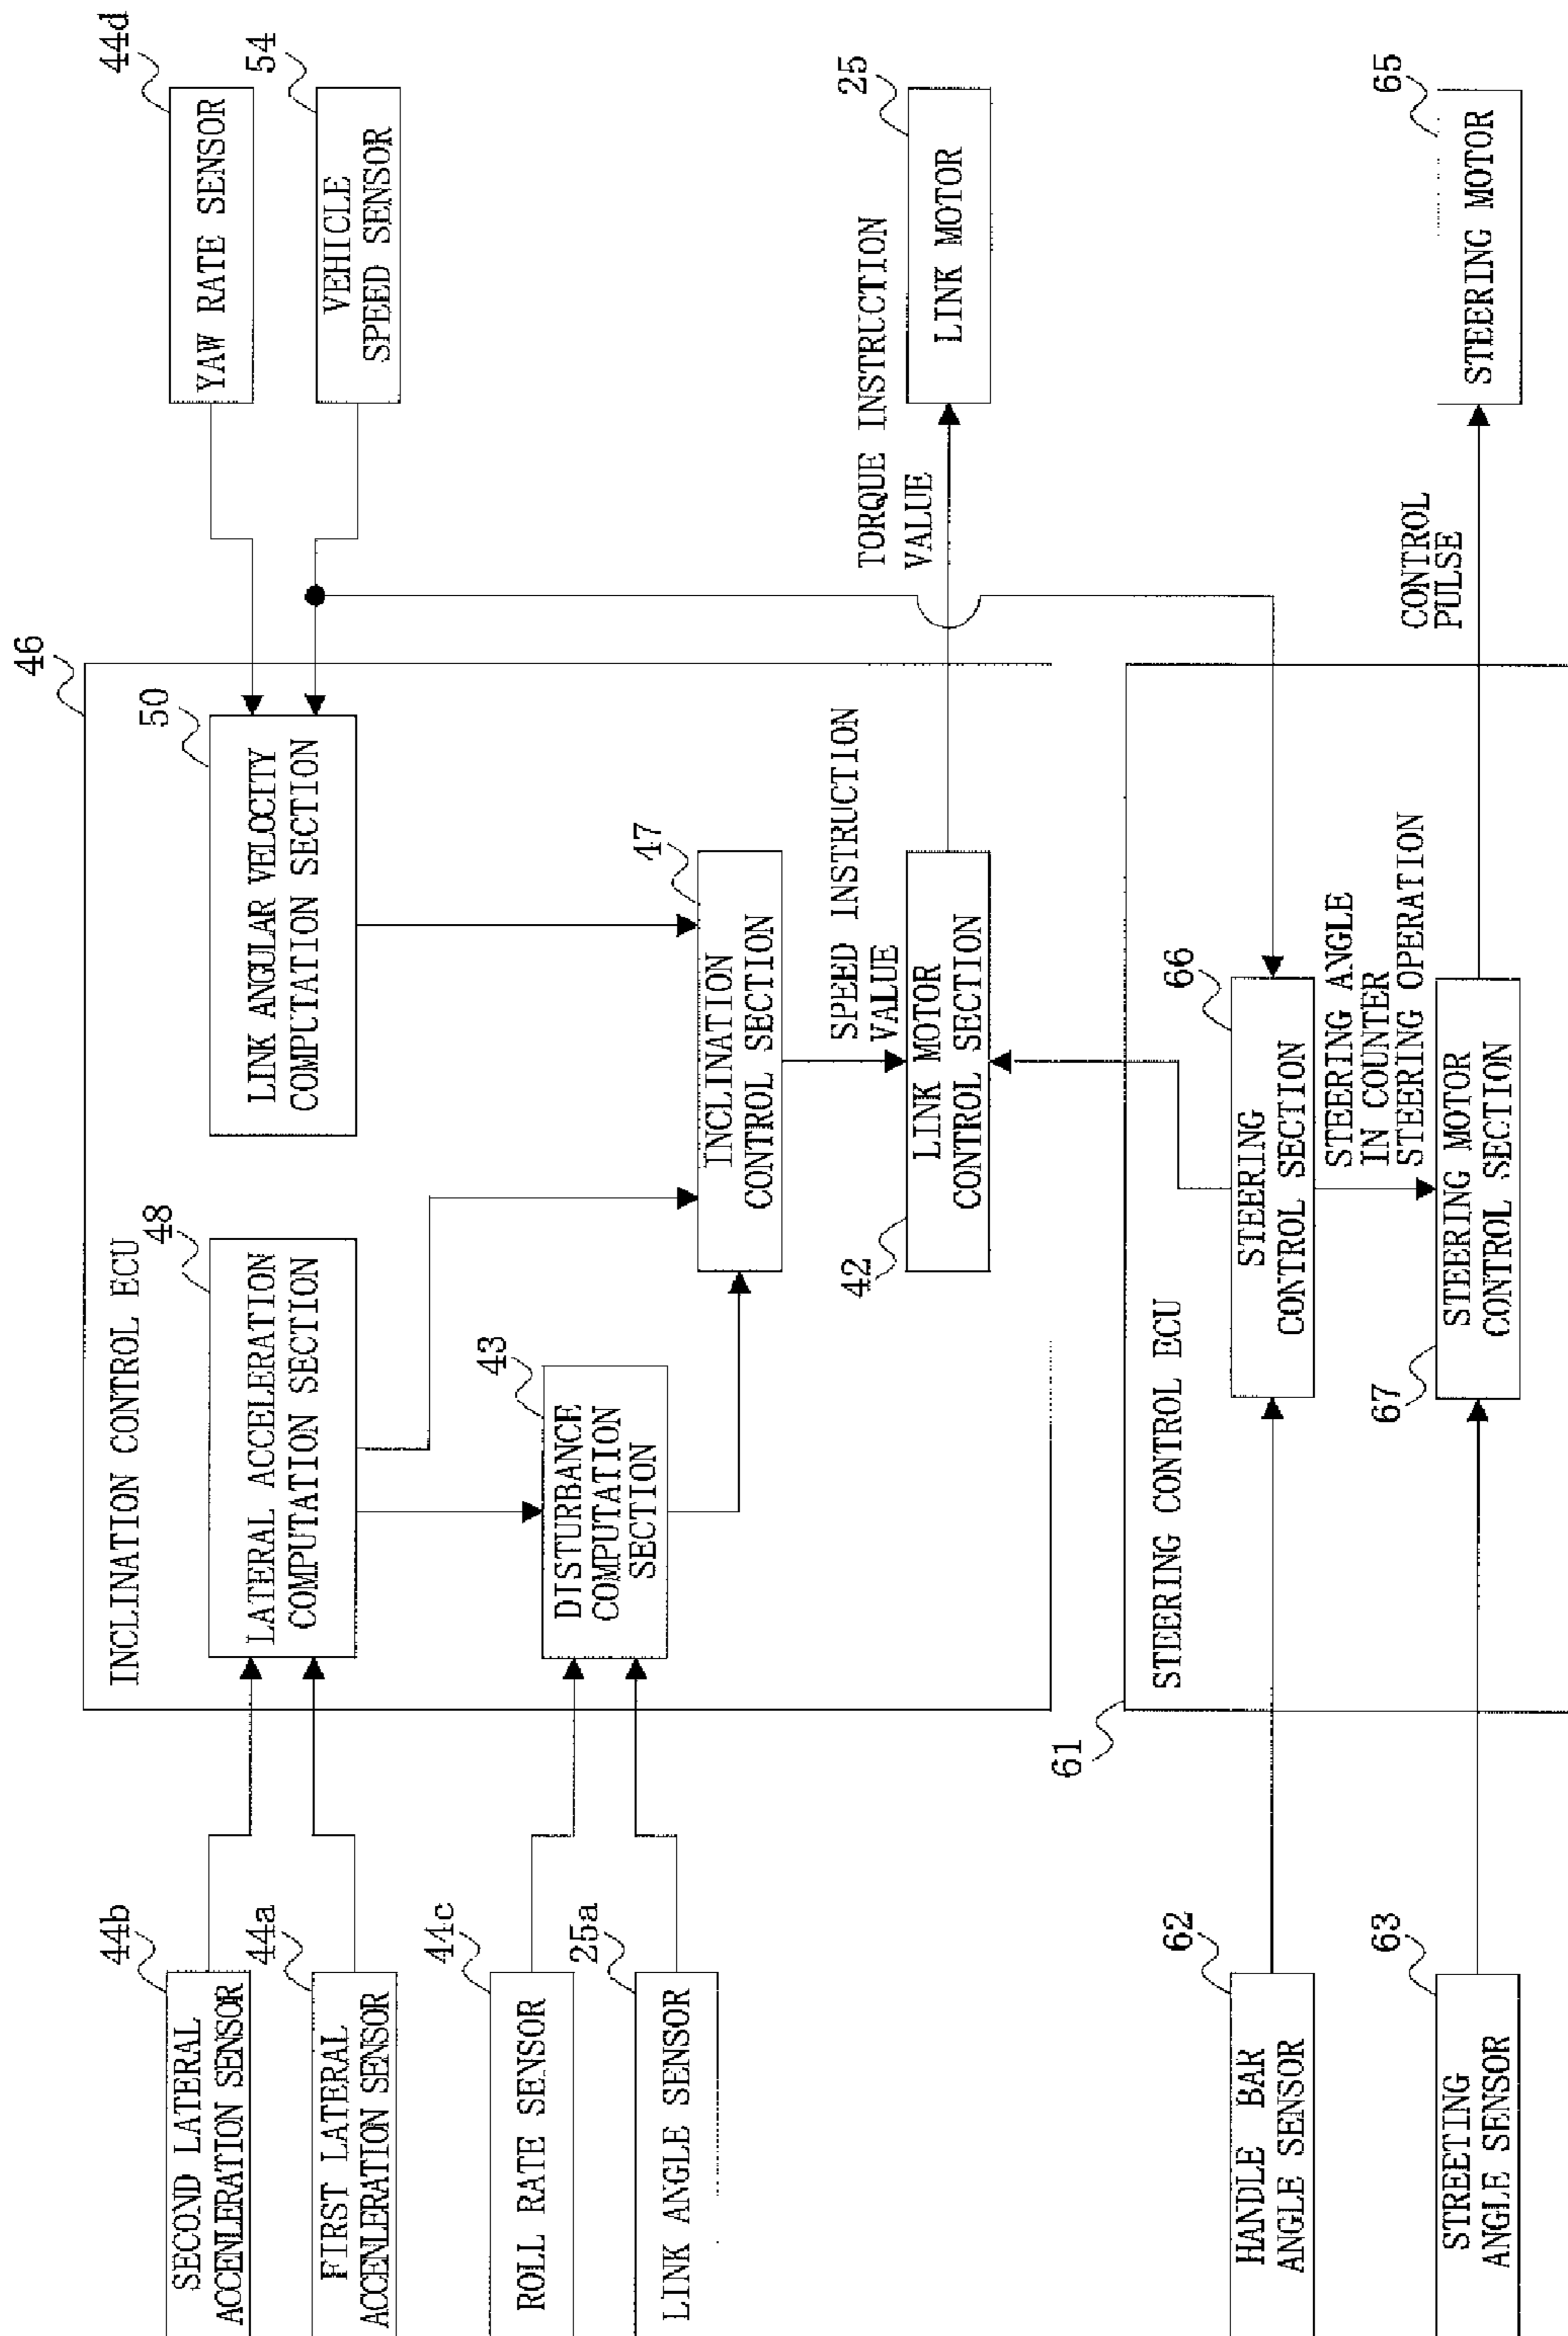 44b
SECOND LATERAL
ACCENLERATION SENSOR
44a
FIRST LATERAL
ACCENLERATION SENSOR
44c
ROLL RATE SENSOR
25a
LINK ANGLE SENSOR
62
HANDLE BAR
ANGLE SENSOR
63
STREETING
ANGLE SENSOR
46
INCLINATION CONTROL ECU
48
LATERAL ACCELERATION
COMPUTATION SECTION
50
LINK ANGULAR VELOCITY
COMPUTATION SECTION
43
DISTURBANCE
COMPUTATION
SECTION
47
INCLINATION
CONTROL SECTION
SPEED INSTRUCTION
VALUE
42
LINK MOTOR
CONTROL SECTION
61
STEERING CONTROL ECU
66
STEERING
CONTROL SECTION
STEERING ANGLE
IN COUNTER
STEERING OPERATION
67
STEERING MOTOR
CONTROL SECTION
44d
YAW RATE SENSOR
54
VEHICLE
SPEED SENSOR
TORQUE INSTRUCTION
VALUE
25
LINK MOTOR
CONTROL
PULSE
65
STEERING MOTOR